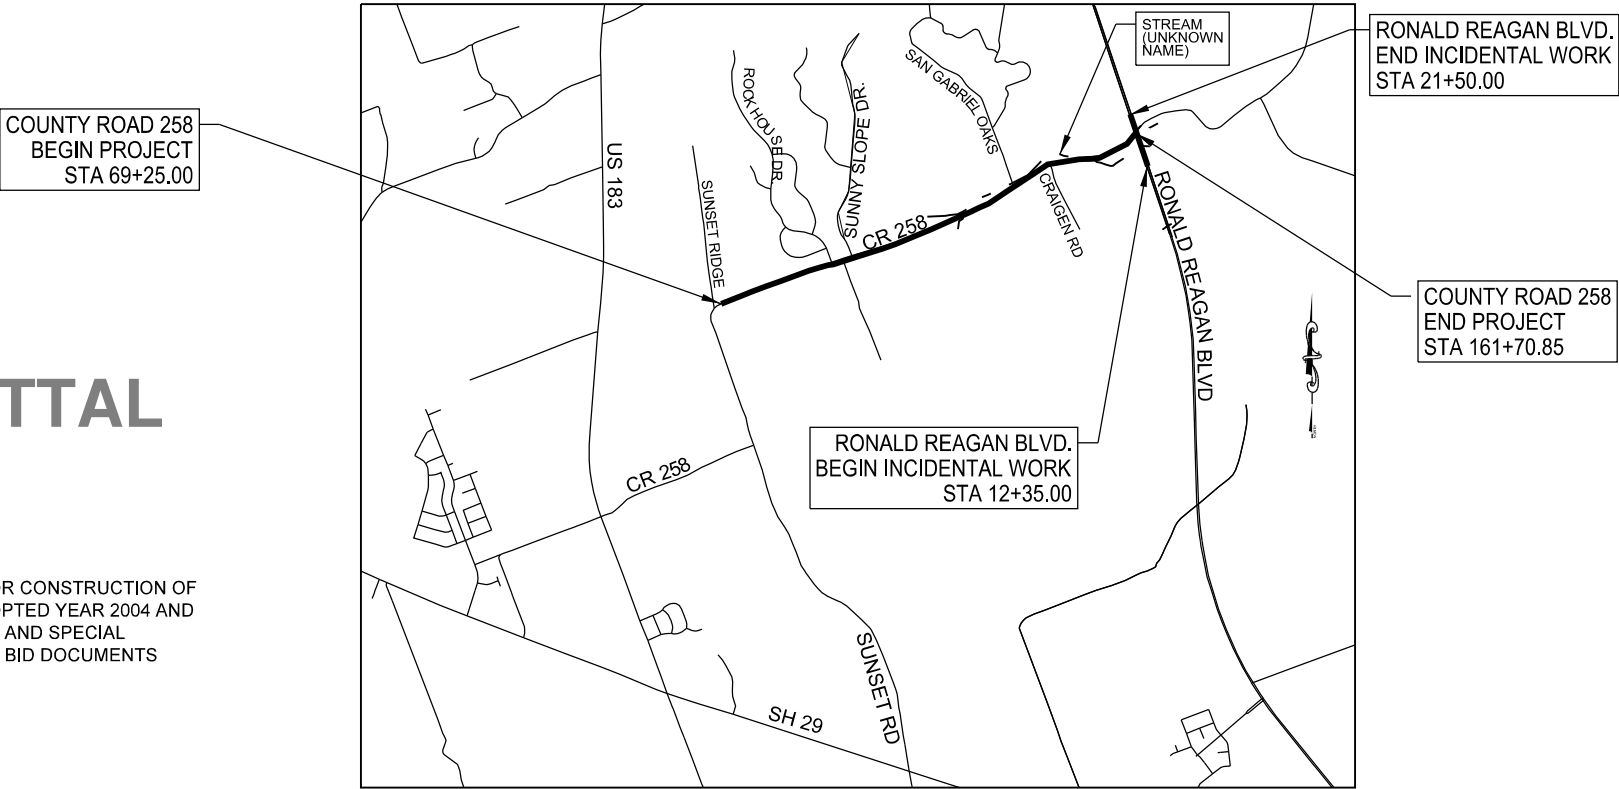 STREAM
(UNKNOWN
NAME)
RONALD REAGAN BLVD.
END INCIDENTAL WORK
STA 21+50.00
COUNTY ROAD 258
BEGIN PROJECT
STA 69+25.00
US 183
SUNSET RIDGE
ROCK HOUSE DR.
SUNNY SLOPE DR.
SAN GABRIEL OAKS
CRAIGEN RD
CR 258
RONALD REAGAN BLVD
COUNTY ROAD 258
END PROJECT
STA 161+70.85
TTAL
RONALD REAGAN BLVD.
BEGIN INCIDENTAL WORK
STA 12+35.00
CR 258
R CONSTRUCTION OF
PTED YEAR 2004 AND
AND SPECIAL
BID DOCUMENTS
SUNSET RD
SH 29